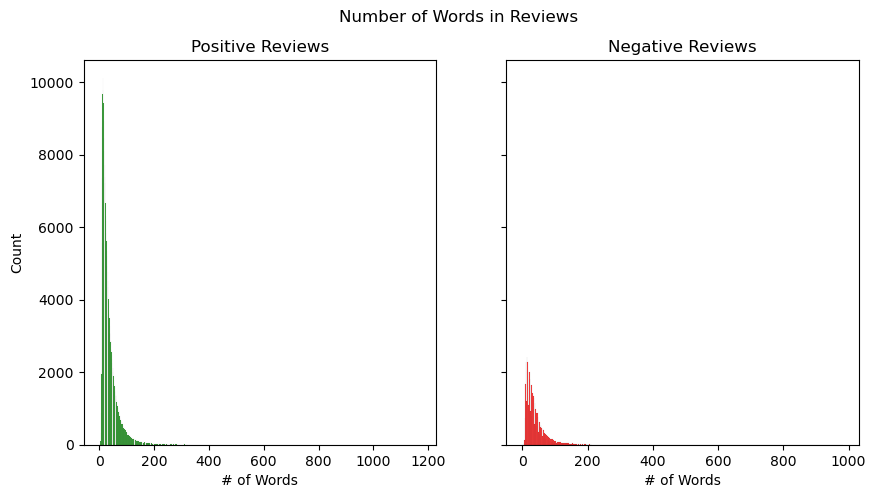 Number of Words in Reviews
Positive Reviews
Negative Reviews
10000
8000
6000
4000
2000
0
Count
0 200 400 600 800 1000 1200
# of Words
0 200 400 600 800 1000
# of Words